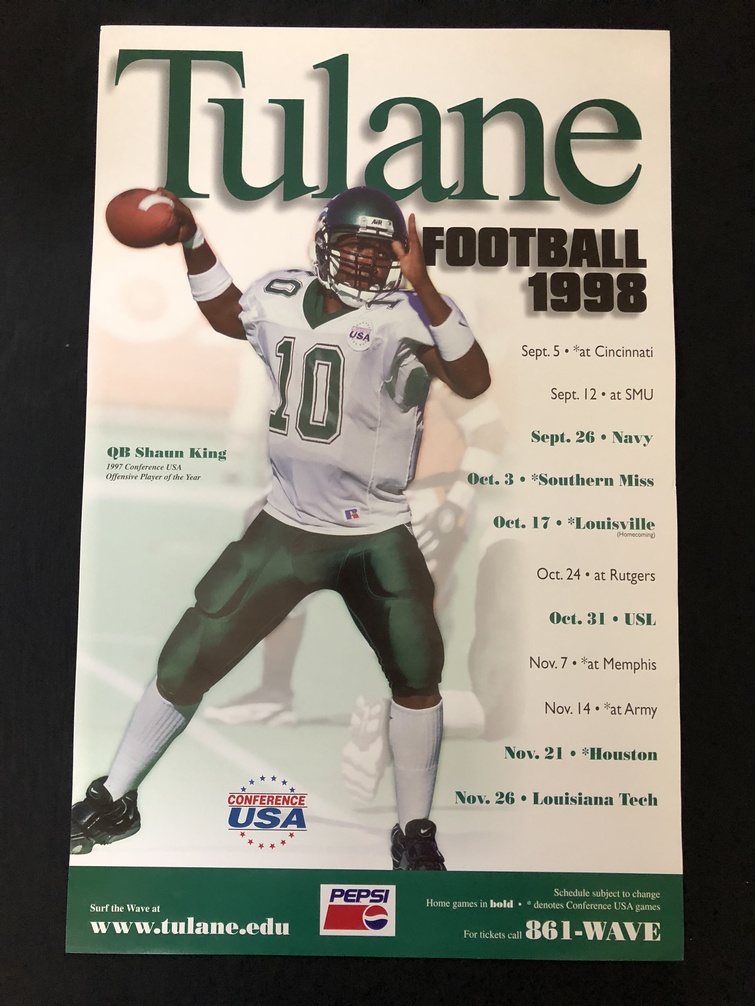 Tulane
FOOTBALL
1998
AIR
10
USA
10
R
Sept. 5 • *at Cincinnati
Sept. 12 • at SMU
Sept. 26 • Navy
Oct. 3 • *Southern Miss
Oct. 17 • *Louisville
(Homecoming)
Oct. 24 • at Rutgers
Oct. 31 • USL
Nov. 7 • *at Memphis
Nov. 14 • *at Army
Nov. 21 • *Houston
Nov. 26 • Louisiana Tech
QB Shaun King
1997 Conference USA
Offensive Player of the Year
CONFERENCE
USA
Surf the Wave at
www.tulane.edu
PEPSI
Schedule subject to change
Home games in bold • * denotes Conference USA games
For tickets call 861-WAVE